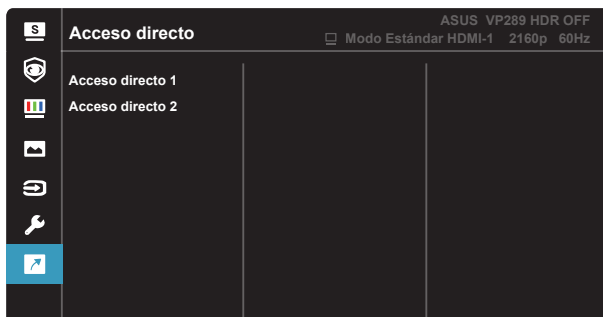 S
Acceso directo
ASUS VP289 HDR OFF
Modo Estándar HDMI-1 2160p 60Hz
Acceso directo 1
Acceso directo 2